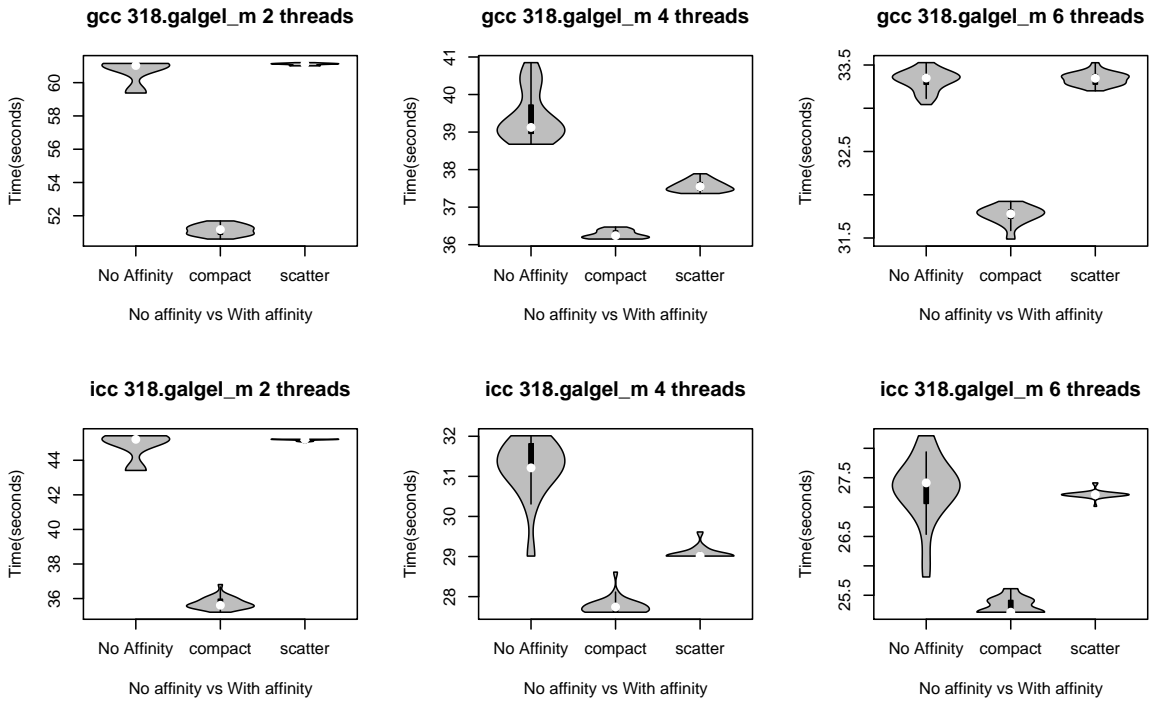 gcc 318.galgel_m 2 threads
Time(seconds)
60
58
56
54
52
No Affinity compact scatter
No affinity vs With affinity
gcc 318.galgel_m 4 threads
Time(seconds)
41
40
39
38
37
36
No Affinity compact scatter
No affinity vs With affinity
gcc 318.galgel_m 6 threads
Time(seconds)
33.5
32.5
31.5
No Affinity compact scatter
No affinity vs With affinity
icc 318.galgel_m 2 threads
Time(seconds)
44
42
40
38
36
No Affinity compact scatter
No affinity vs With affinity
icc 318.galgel_m 4 threads
Time(seconds)
32
31
30
29
28
No Affinity compact scatter
No affinity vs With affinity
icc 318.galgel_m 6 threads
Time(seconds)
27.5
26.5
25.5
No Affinity compact scatter
No affinity vs With affinity